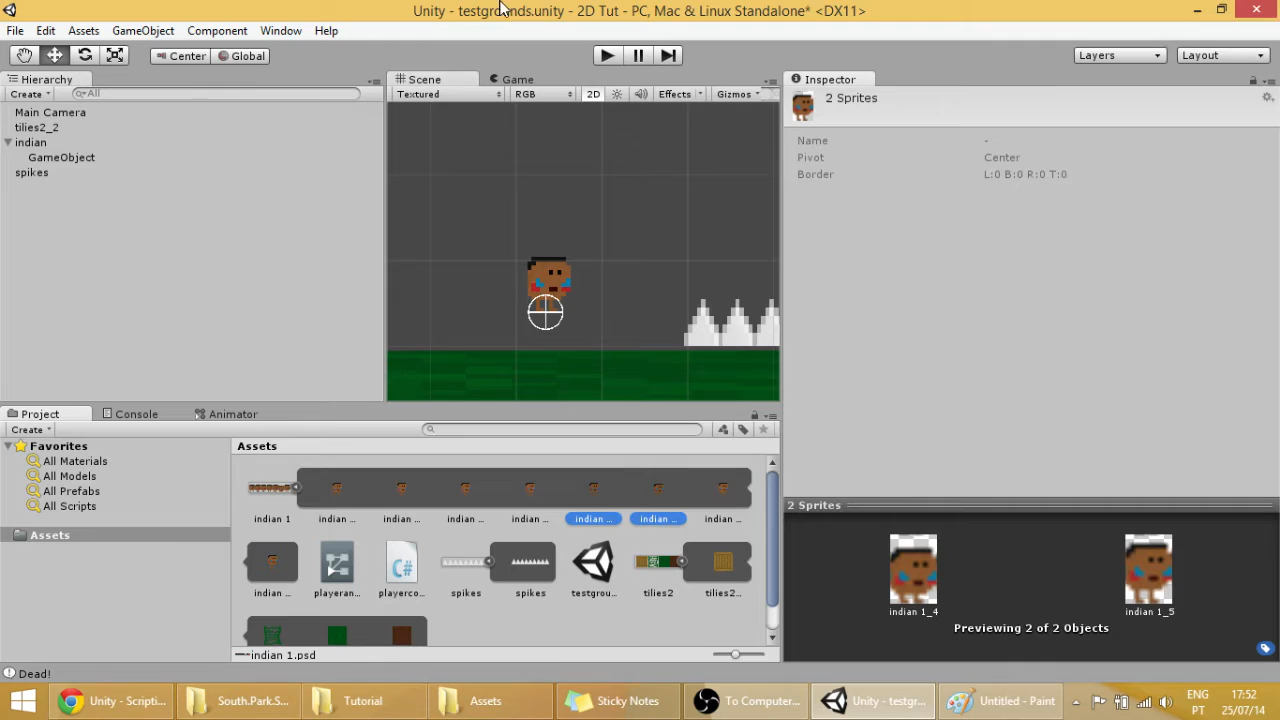 Unity - testgrounds.unity - 2D Tut - PC, Mac & Linux Standalone* <DX11>
File Edit Assets GameObject Component Window Help
Center Global Layers Layout
Hierarchy
Create All
Main Camera
tilies2_2
indian
GameObject
spikes
Scene Game
Textured RGB 2D Effects Gizmos
Inspector
2 Sprites
Name -
Pivot Center
Border L:0 B:0 R:0 T:0
Project Console Animator
Create
Favorites
All Materials
All Models
All Prefabs
All Scripts
Assets
Assets
indian 1 indian ... indian ... indian ... indian ... indian ... indian ... indian ...
indian ... playeran... playerco... spikes spikes testgrou... tilies2 tilies2...
indian 1.psd
2 Sprites
indian 1_4 indian 1_5
Previewing 2 of 2 Objects
Dead!
Unity - Scripti... South.Park.S... Tutorial Assets Sticky Notes To Computer... Unity - testgr... Untitled - Paint
ENG 17:52
PT 25/07/14